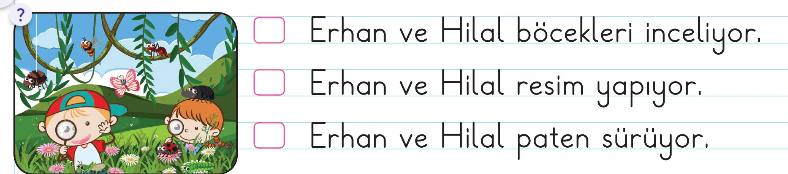 ?
Erhan ve Hilal böcekleri inceliyor.
Erhan ve Hilal resim yapıyor.
Erhan ve Hilal paten sürüyor.